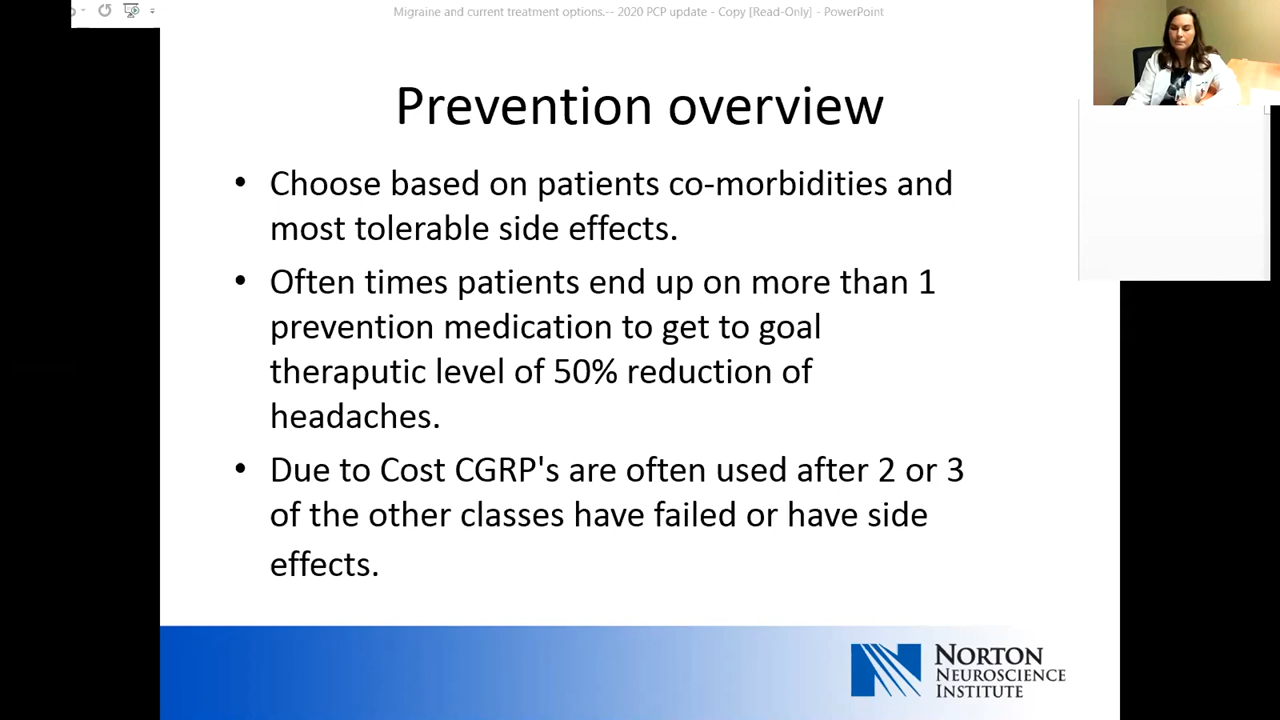 Migraine and current treatment options.-- 2020 PCP update - Copy [Read-Only] - PowerPoint
Prevention overview
• Choose based on patients co-morbidities and
most tolerable side effects.
• Often times patients end up on more than 1
prevention medication to get to goal
theraputic level of 50% reduction of
headaches.
• Due to Cost CGRP's are often used after 2 or 3
of the other classes have failed or have side
effects.
NORTON
NEUROSCIENCE
INSTITUTE